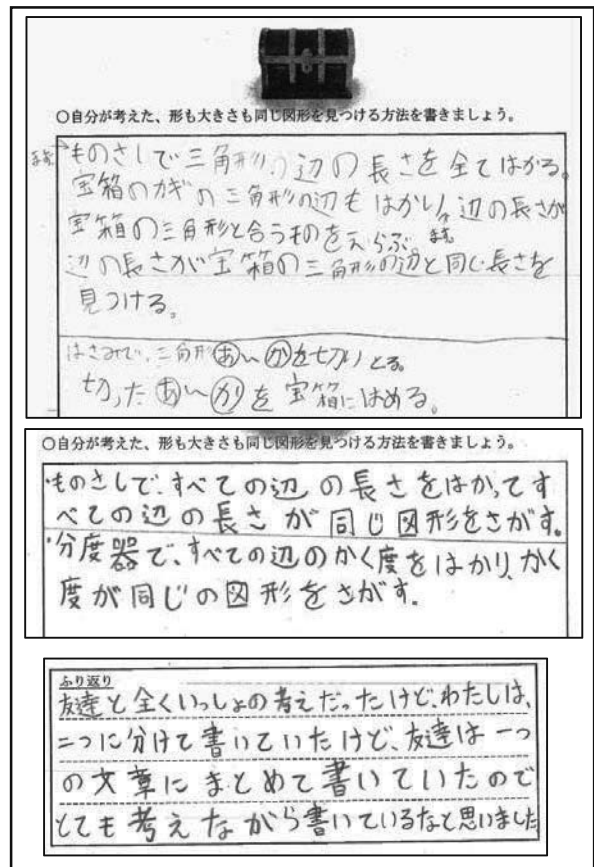 ○自分が考えた、形も大きさも同じ図形を見つける方法を書きましょう。
まず
ものさしで三角形の辺の長さを全てはかる。
宝箱のカギの三角形の辺もはかり、辺の長さが
宝箱の三角形と合うものをえらぶ。まず
辺の長さが宝箱の三角形の辺と同じ長さを
見つける。
はさみで、三角形あ〜かを切りとる。
切ったあ〜かを宝箱にはめる。
○自分が考えた、形も大きさも同じ図形を見つける方法を書きましょう。
・ものさしで、すべての辺の長さをはかってす
べての辺の長さが同じ図形をさがす。
・分度器で、すべての辺のかく度をはかり、かく
度が同じの図形をさがす。
ふり返り
友達と全くいっしょの考えだったけど、わたしは、
二つに分けて書いていたけど、友達は一つ
の文章にまとめて書いていたので
とても考えながら書いているなと思いました